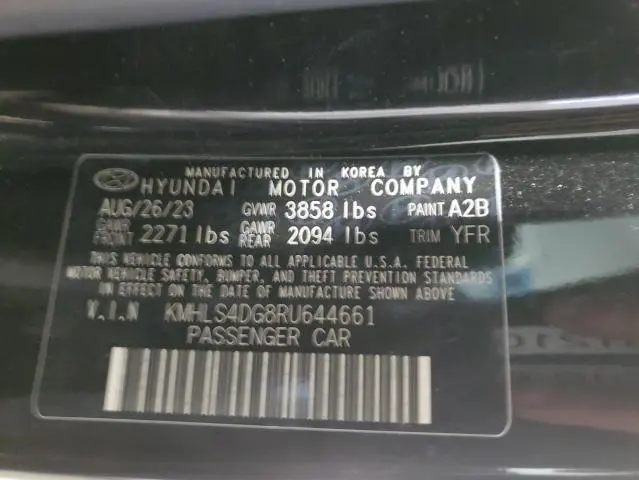 MANUFACTURED IN KOREA BY
HYUNDAI MOTOR COMPANY
AUG/26/23 GVWR 3858 lbs PAINT A2B
GAWR FRONT 2271 lbs GAWR REAR 2094 lbs TRIM YFR
THIS VEHICLE CONFORMS TO ALL APPLICABLE U.S.A. FEDERAL
MOTOR VEHICLE SAFETY, BUMPER, AND THEFT PREVENTION STANDARDS
IN EFFECT ON THE DATE OF MANUFACTURE SHOWN ABOVE
V.I.N KMHLS4DG8RU644661
PASSENGER CAR